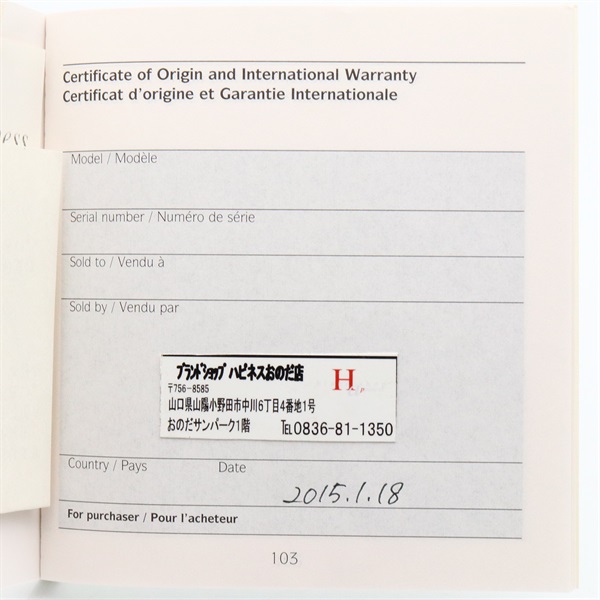 Certificate of Origin and International Warranty
Certificat d'origine et Garantie Internationale
Model / Modèle
Serial number / Numéro de série
Sold to / Vendu à
Sold by / Vendu par
ブランドショップ ハピネスおのだ店
H
〒756-8585
山口県山陽小野田市中川6丁目4番地1号
おのだサンパーク1階 TEL0836-81-1350
Country / Pays Date
2015.1.18
For purchaser / Pour l'acheteur
103